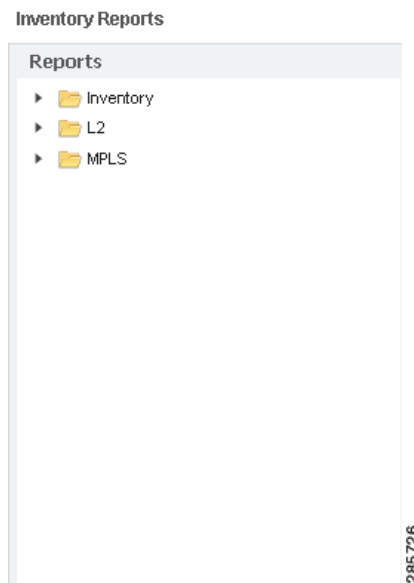 Inventory Reports
Reports
Inventory
L2
MPLS
285726